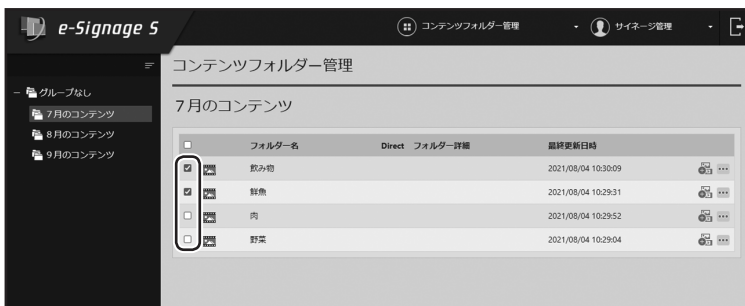 e-Signage S
コンテンツフォルダー管理
サイネージ管理
コンテンツフォルダー管理
グループなし
7月のコンテンツ
8月のコンテンツ
9月のコンテンツ
7月のコンテンツ
フォルダー名 Direct フォルダー詳細 最終更新日時
飲み物 2021/08/04 10:30:09
鮮魚 2021/08/04 10:29:31
肉 2021/08/04 10:29:52
野菜 2021/08/04 10:29:04